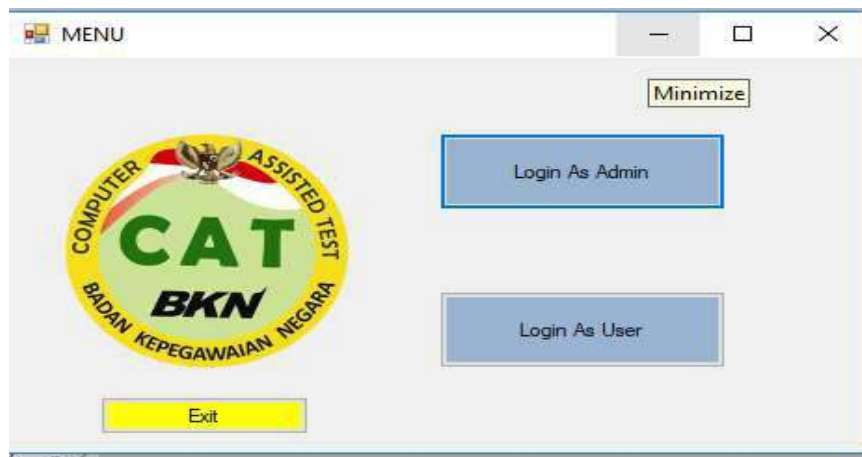 MENU
Minimize
COMPUTER ASSISTED TEST
CAT
BKN
BADAN KEPEGAWAIAN NEGARA
Login As Admin
Login As User
Exit